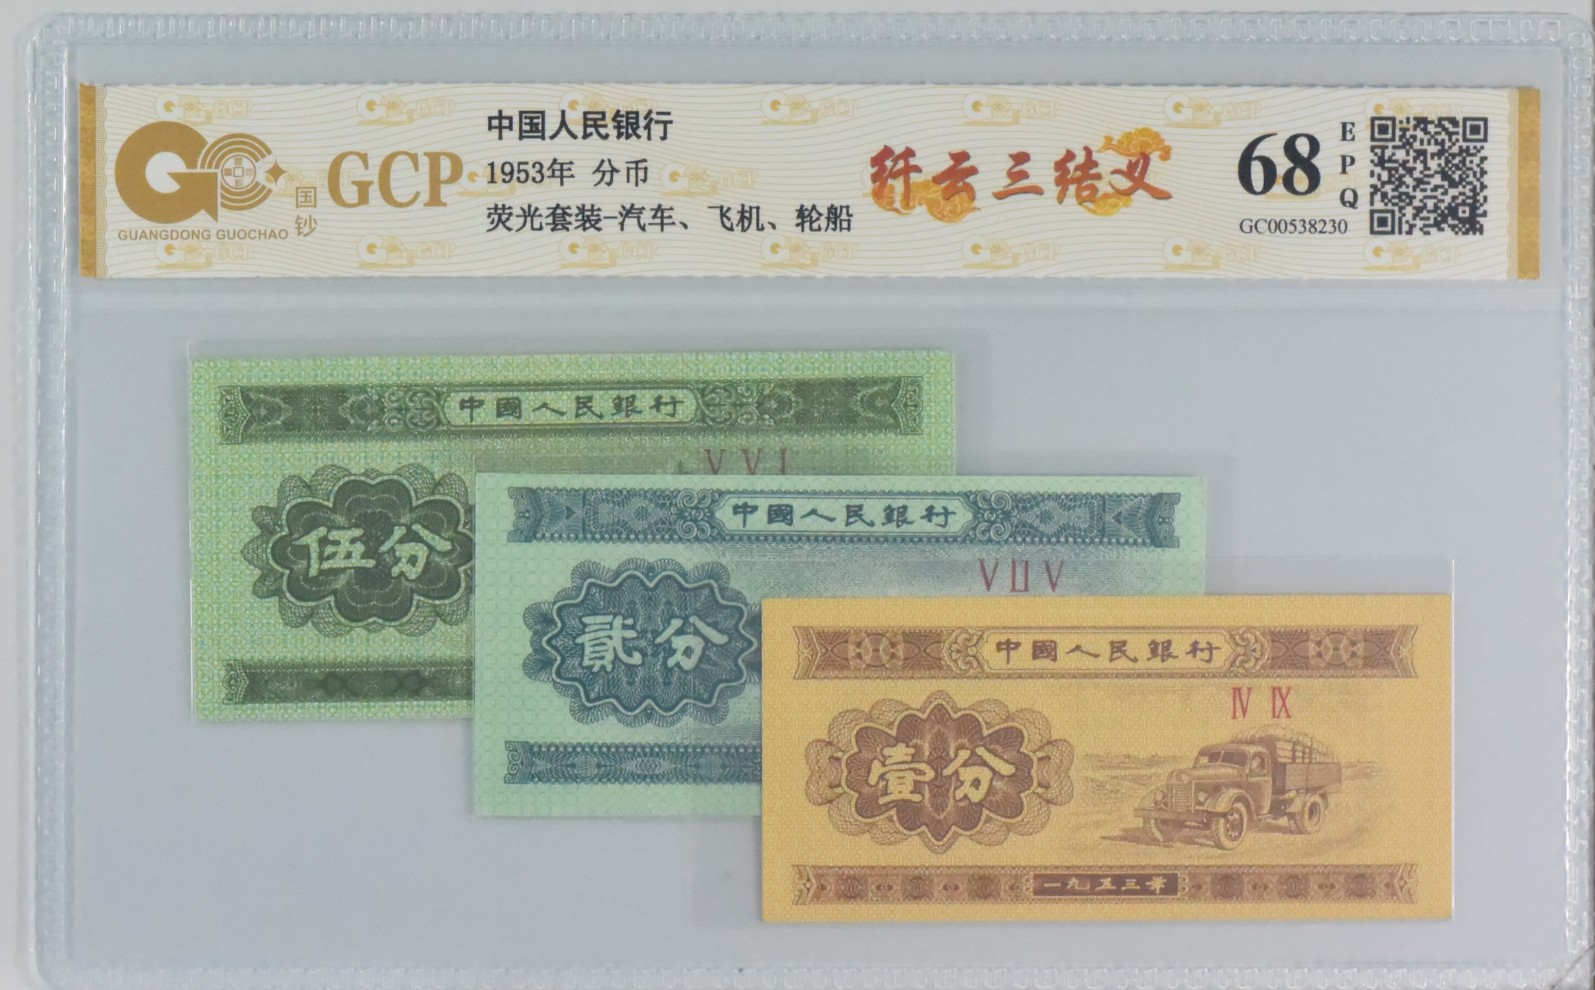 中国人民银行
1953年 分币
荧光套装-汽车、飞机、轮船
GCP
国钞
GUANGDONG GUOCHAO
纤云三结义
68
EPQ
GC00538230
中國人民銀行
V V I
伍分
中國人民銀行
V II V
貳分
中國人民銀行
IV IX
壹分
一九五三年